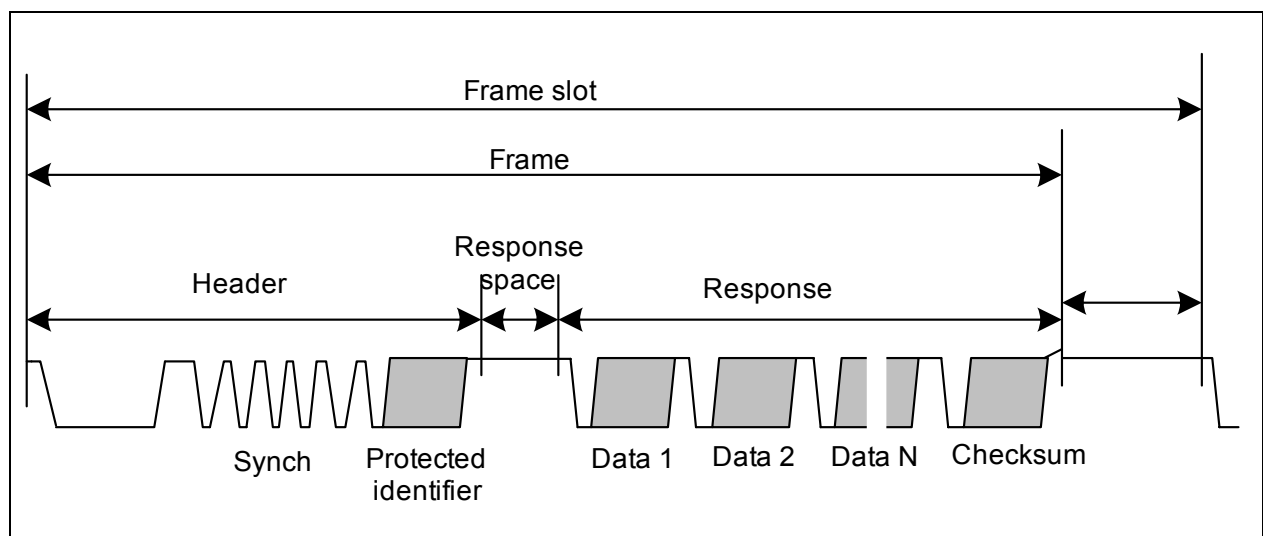 Frame slot
Frame
Header
Response
space
Response
Synch
Protected
identifier
Data 1
Data 2
Data N
Checksum